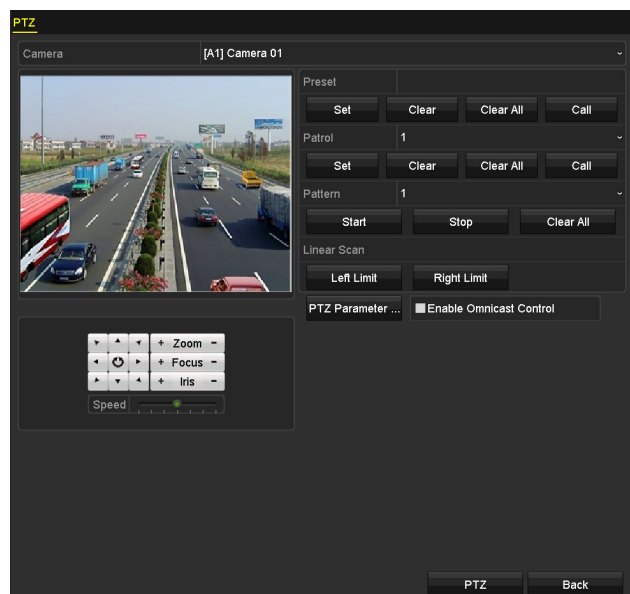 PTZ
Camera [A1] Camera 01
Preset
Set Clear Clear All Call
Patrol 1
Set Clear Clear All Call
Pattern 1
Start Stop Clear All
Linear Scan
Left Limit Right Limit
PTZ Parameter ... Enable Omnicast Control
+ Zoom -
+ Focus -
+ Iris -
Speed
PTZ Back